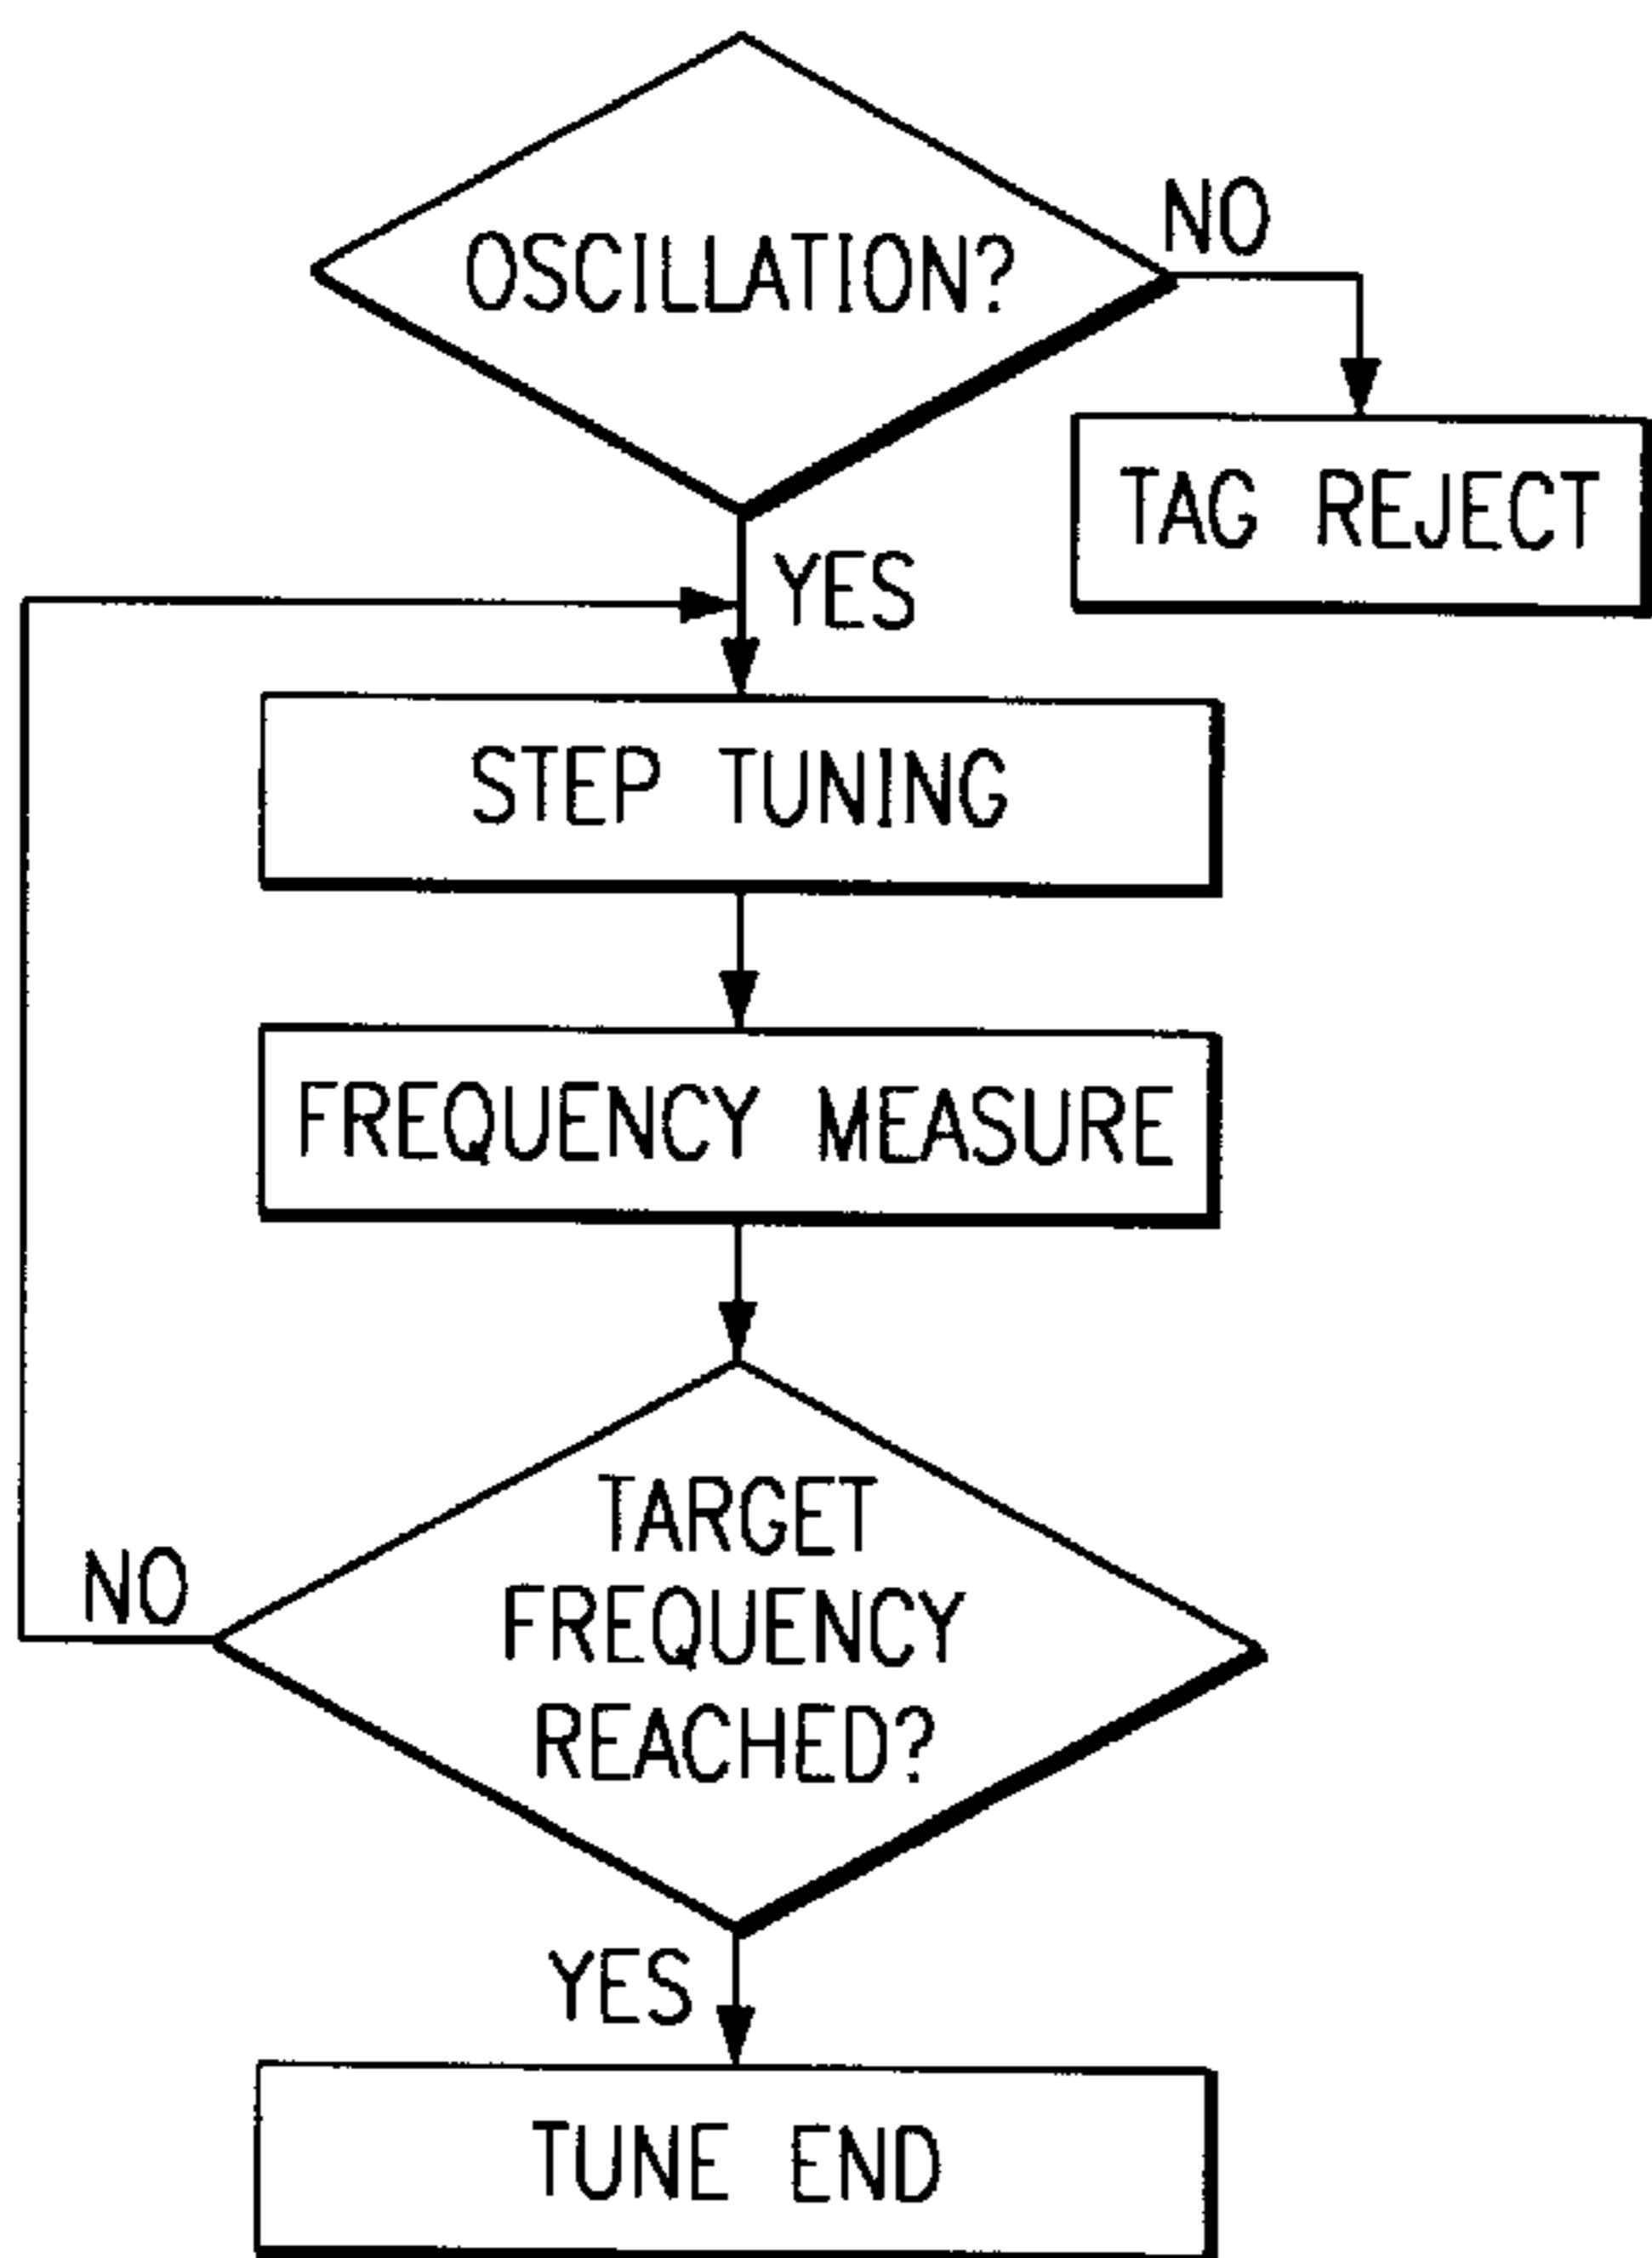 OSCILLATION?
NO
TAG REJECT
YES
STEP TUNING
FREQUENCY MEASURE
TARGET
FREQUENCY
REACHED?
NO
YES
TUNE END